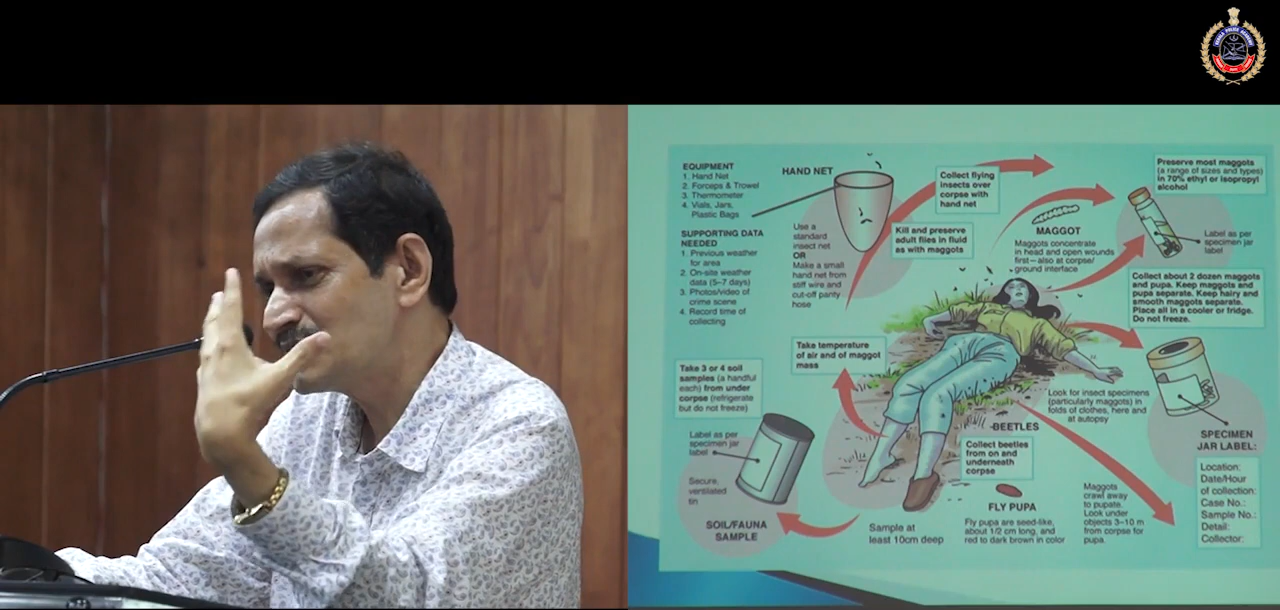 EQUIPMENT
1. Hand Net
2. Forceps & Trowel
3. Thermometer
4. Vials, Jars,
Plastic Bags
SUPPORTING DATA
NEEDED
1. Previous weather
for area
2. On-site weather
data (5–7 days)
3. Photos/video of
crime scene
4. Record time of
collecting
HAND NET
Use a
standard
insect net
OR
Make a small
hand net from
stiff wire and
cut-off panty
hose
Collect flying
insects over
corpse with
hand net
Kill and preserve
adult flies in fluid
as with maggots
MAGGOT
Maggots concentrate
in head and open wounds
first—also at corpse/
ground interface
Preserve most maggots
(a range of sizes and types)
in 70% ethyl or isopropyl
alcohol
Label as per
specimen jar
label
Collect about 2 dozen maggots
and pupa. Keep maggots and
pupa separate. Keep hairy and
smooth maggots separate.
Place all in a cooler or fridge.
Do not freeze.
Take temperature
of air and of maggot
mass
Take 3 or 4 soil
samples (a handful
each) from under
corpse (refrigerate
but do not freeze)
Label as per
specimen jar
label
Secure,
ventilated
tin
SOIL/FAUNA
SAMPLE
Sample at
least 10cm deep
Look for insect specimens
(particularly maggots) in
folds of clothes, here and
at autopsy
BEETLES
Collect beetles
from on and
underneath
corpse
FLY PUPA
Fly pupa are seed-like,
about 1/2 cm long, and
red to dark brown in color
Maggots
crawl away
to pupate.
Look under
objects 3–10 m
from corpse for
pupa.
SPECIMEN
JAR LABEL:
Location:
Date/Hour
of collection:
Case No.:
Sample No.:
Detail:
Collector: